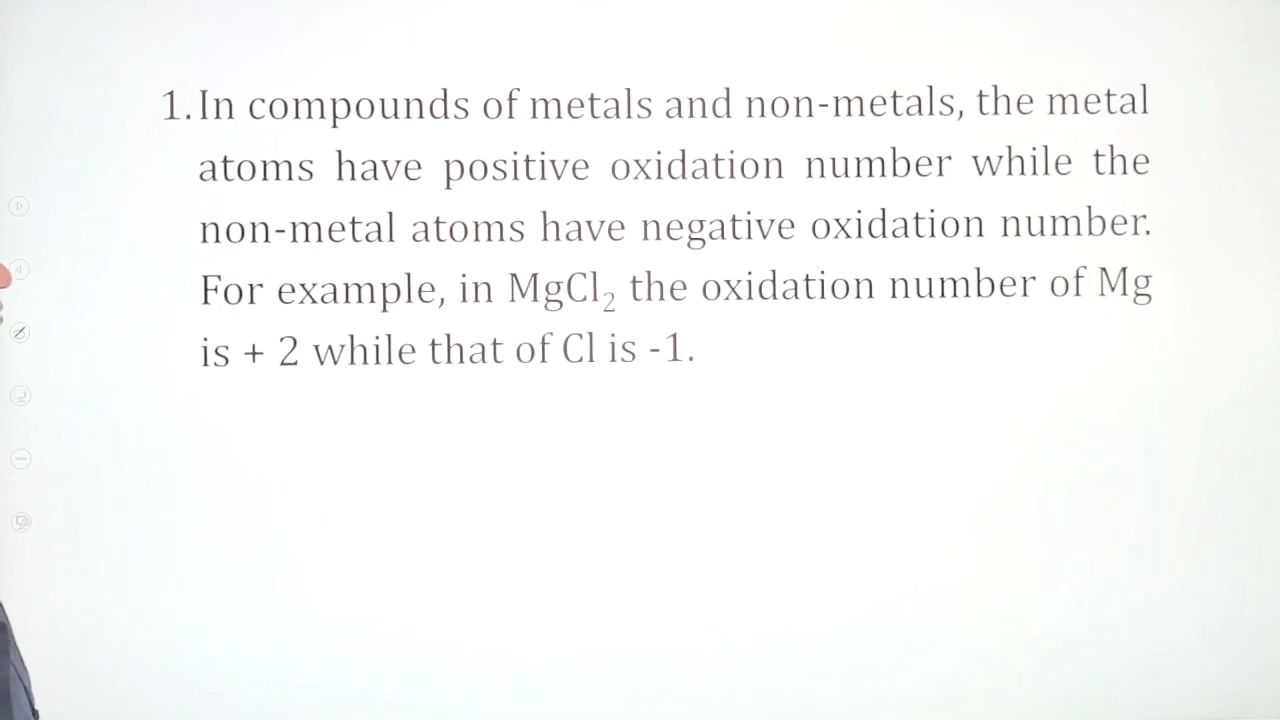 1. In compounds of metals and non-metals, the metal
atoms have positive oxidation number while the
non-metal atoms have negative oxidation number.
For example, in MgCl₂ the oxidation number of Mg
is + 2 while that of Cl is -1.